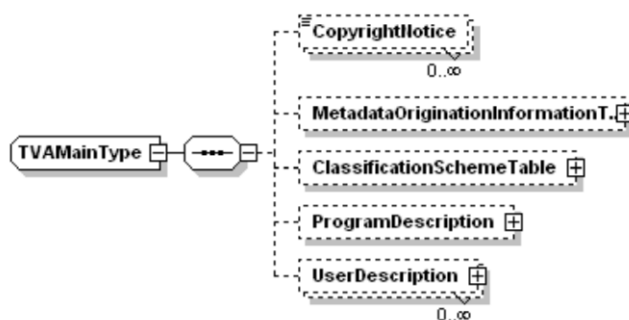 CopyrightNotice
0..∞
MetadataOriginationInformationT..
TVAMainType
ClassificationSchemeTable
ProgramDescription
UserDescription
0..∞